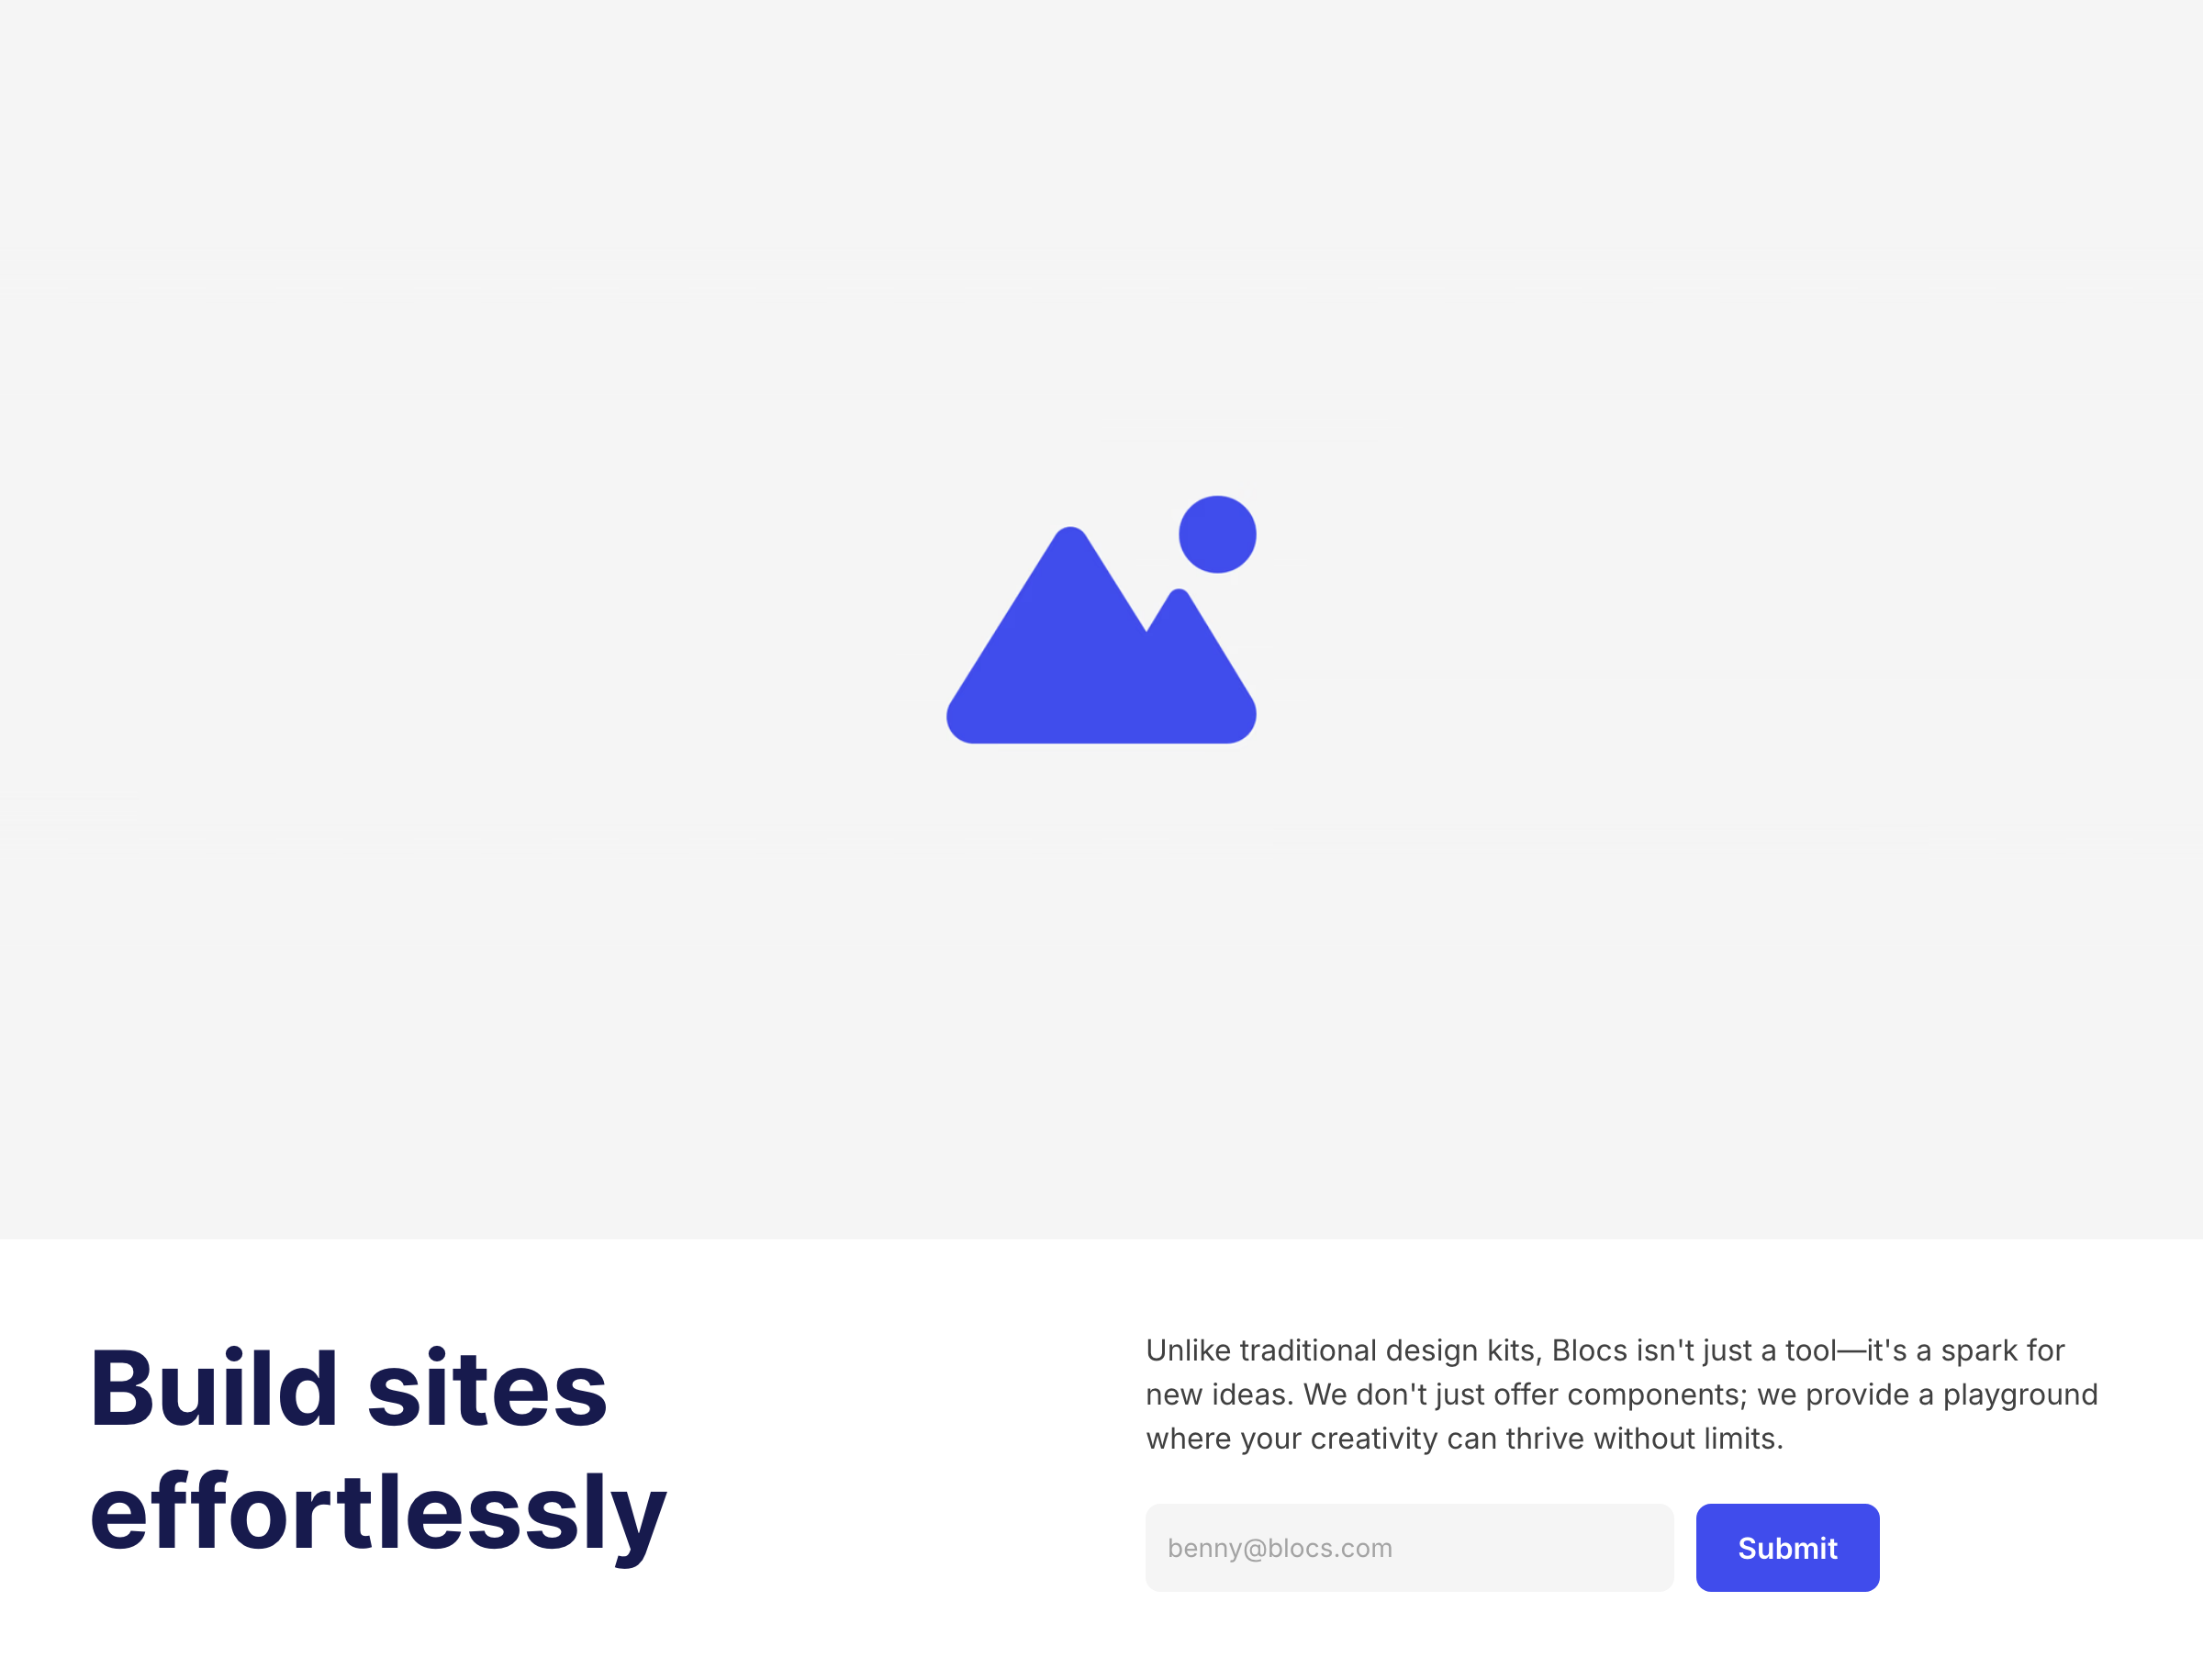 Build sites
effortlessly
Unlike traditional design kits, Blocs isn't just a tool—it's a spark for
new ideas. We don't just offer components; we provide a playground
where your creativity can thrive without limits.
benny@blocs.com
Submit